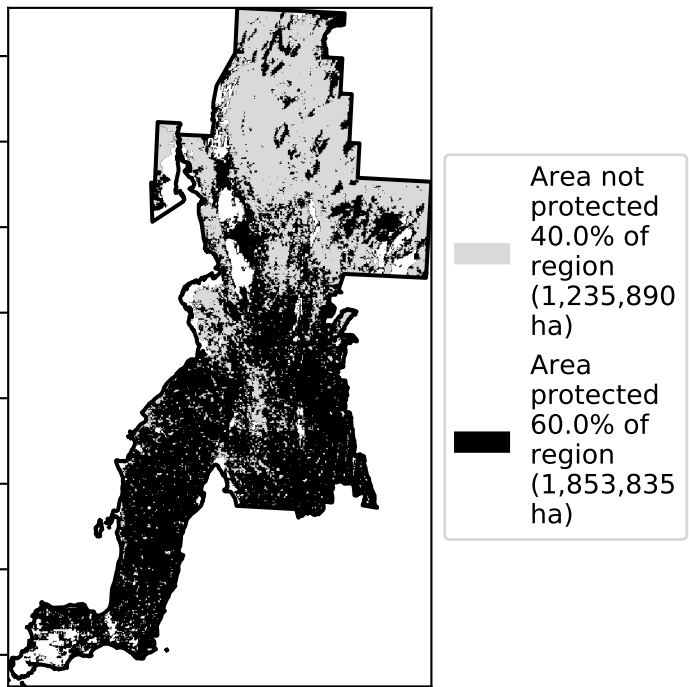 Area not
protected
40.0% of
region
(1,235,890
ha)
Area
protected
60.0% of
region
(1,853,835
ha)